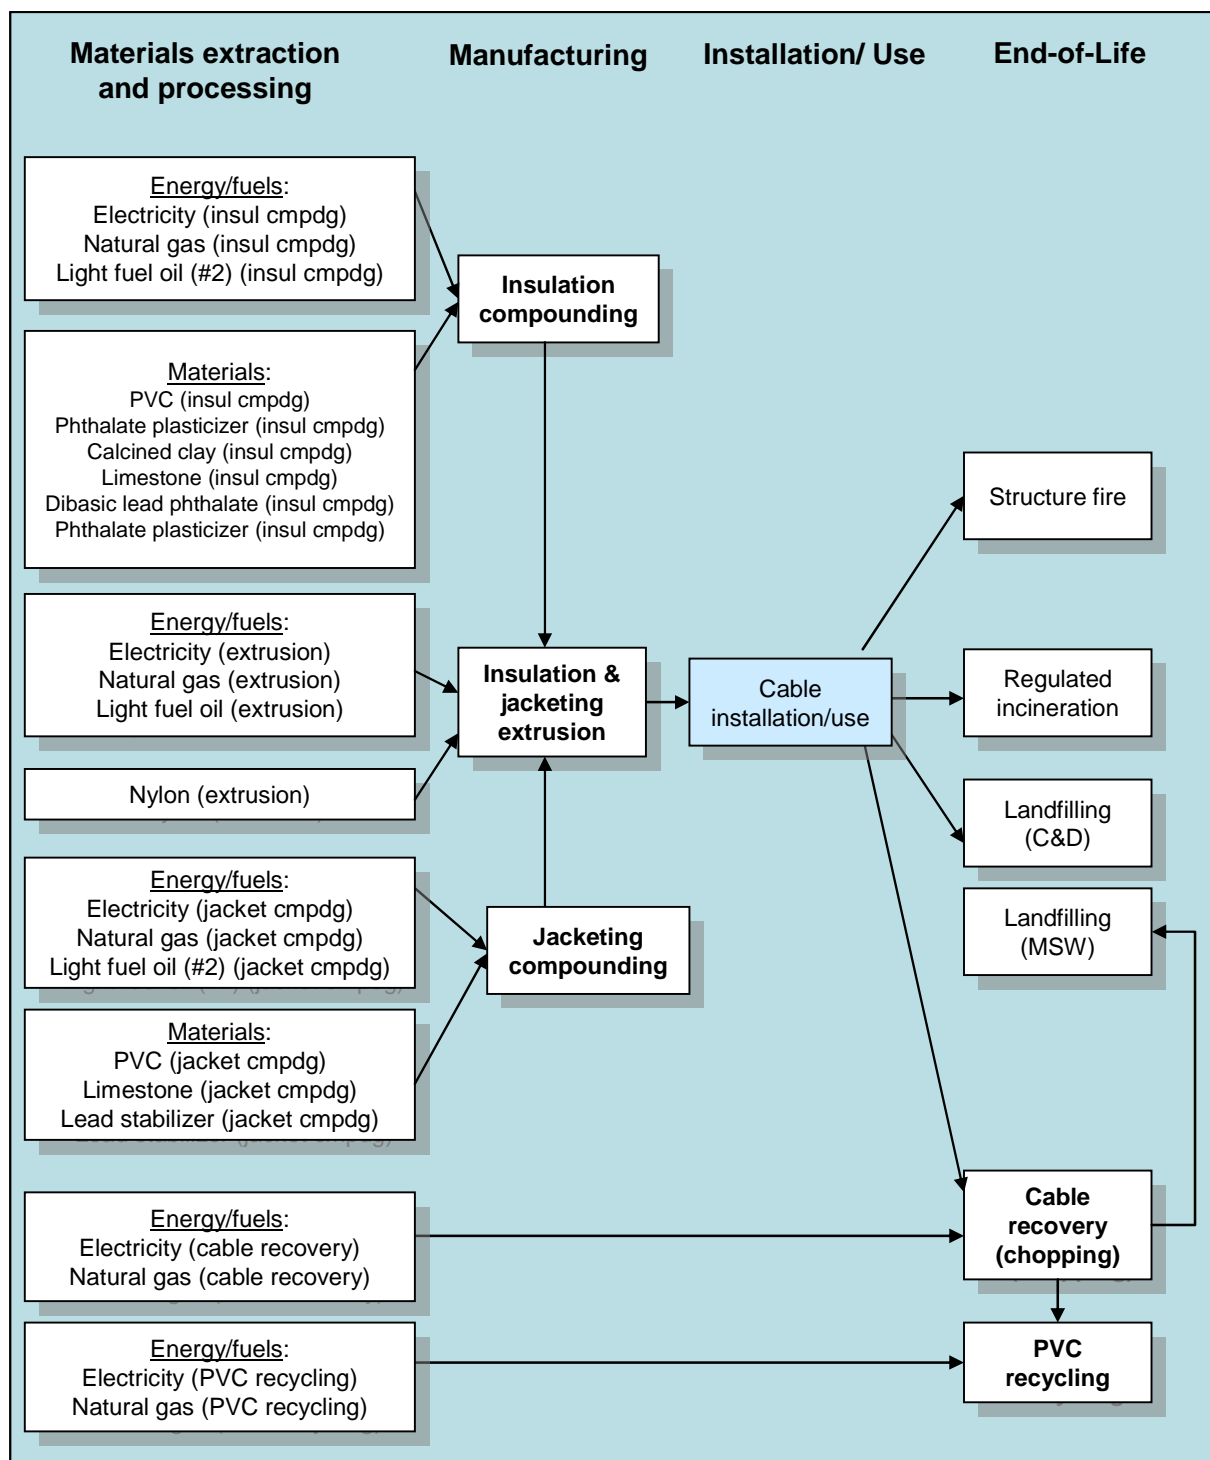 Materials extraction
and processing
Manufacturing
Installation/ Use
End-of-Life
Energy/fuels:
Electricity (insul cmpdg)
Natural gas (insul cmpdg)
Light fuel oil (#2) (insul cmpdg)
Materials:
PVC (insul cmpdg)
Phthalate plasticizer (insul cmpdg)
Calcined clay (insul cmpdg)
Limestone (insul cmpdg)
Dibasic lead phthalate (insul cmpdg)
Phthalate plasticizer (insul cmpdg)
Energy/fuels:
Electricity (extrusion)
Natural gas (extrusion)
Light fuel oil (extrusion)
Nylon (extrusion)
Energy/fuels:
Electricity (jacket cmpdg)
Natural gas (jacket cmpdg)
Light fuel oil (#2) (jacket cmpdg)
Materials:
PVC (jacket cmpdg)
Limestone (jacket cmpdg)
Lead stabilizer (jacket cmpdg)
Energy/fuels:
Electricity (cable recovery)
Natural gas (cable recovery)
Energy/fuels:
Electricity (PVC recycling)
Natural gas (PVC recycling)
Insulation
compounding
Insulation &
jacketing
extrusion
Jacketing
compounding
Cable
installation/use
Structure fire
Regulated
incineration
Landfilling
(C&D)
Landfilling
(MSW)
Cable
recovery
(chopping)
PVC
recycling